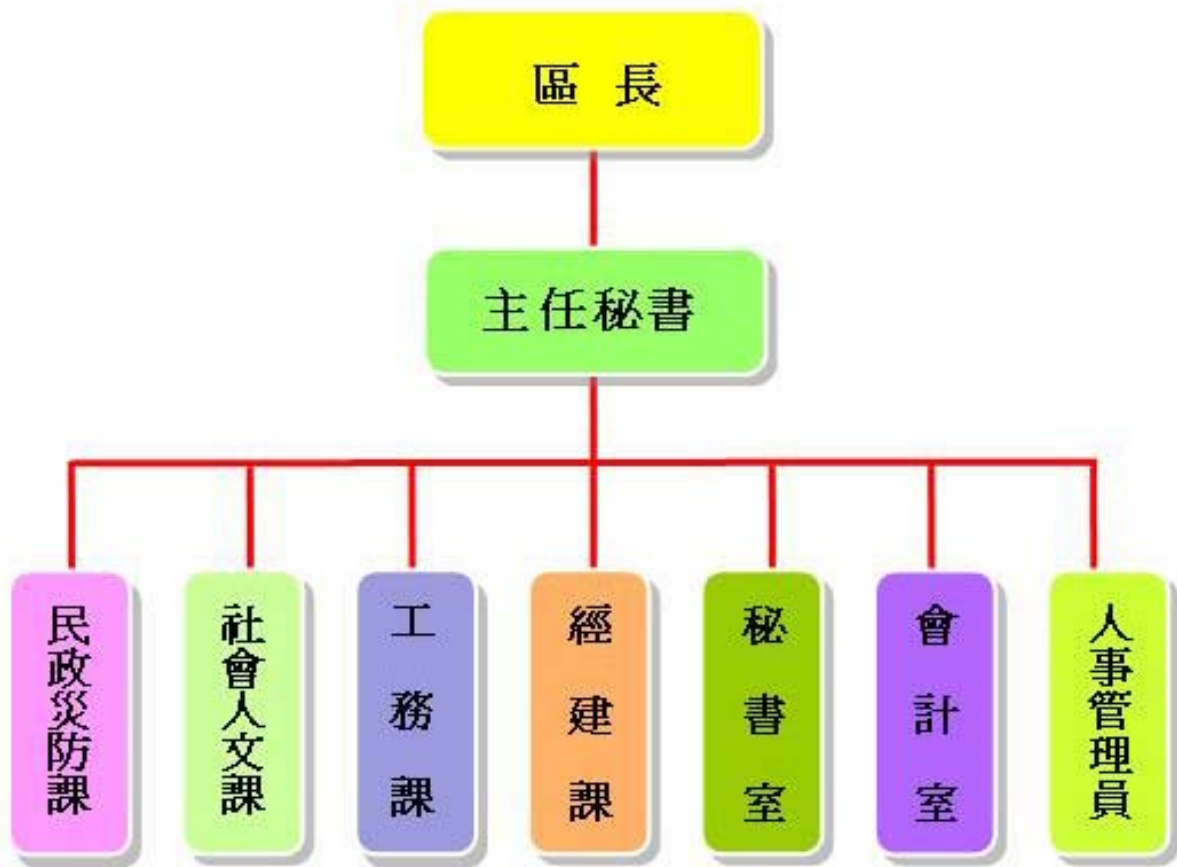 區 長
主任秘書
民政災防課
社會人文課
工務課
經建課
秘書室
會計室
人事管理員